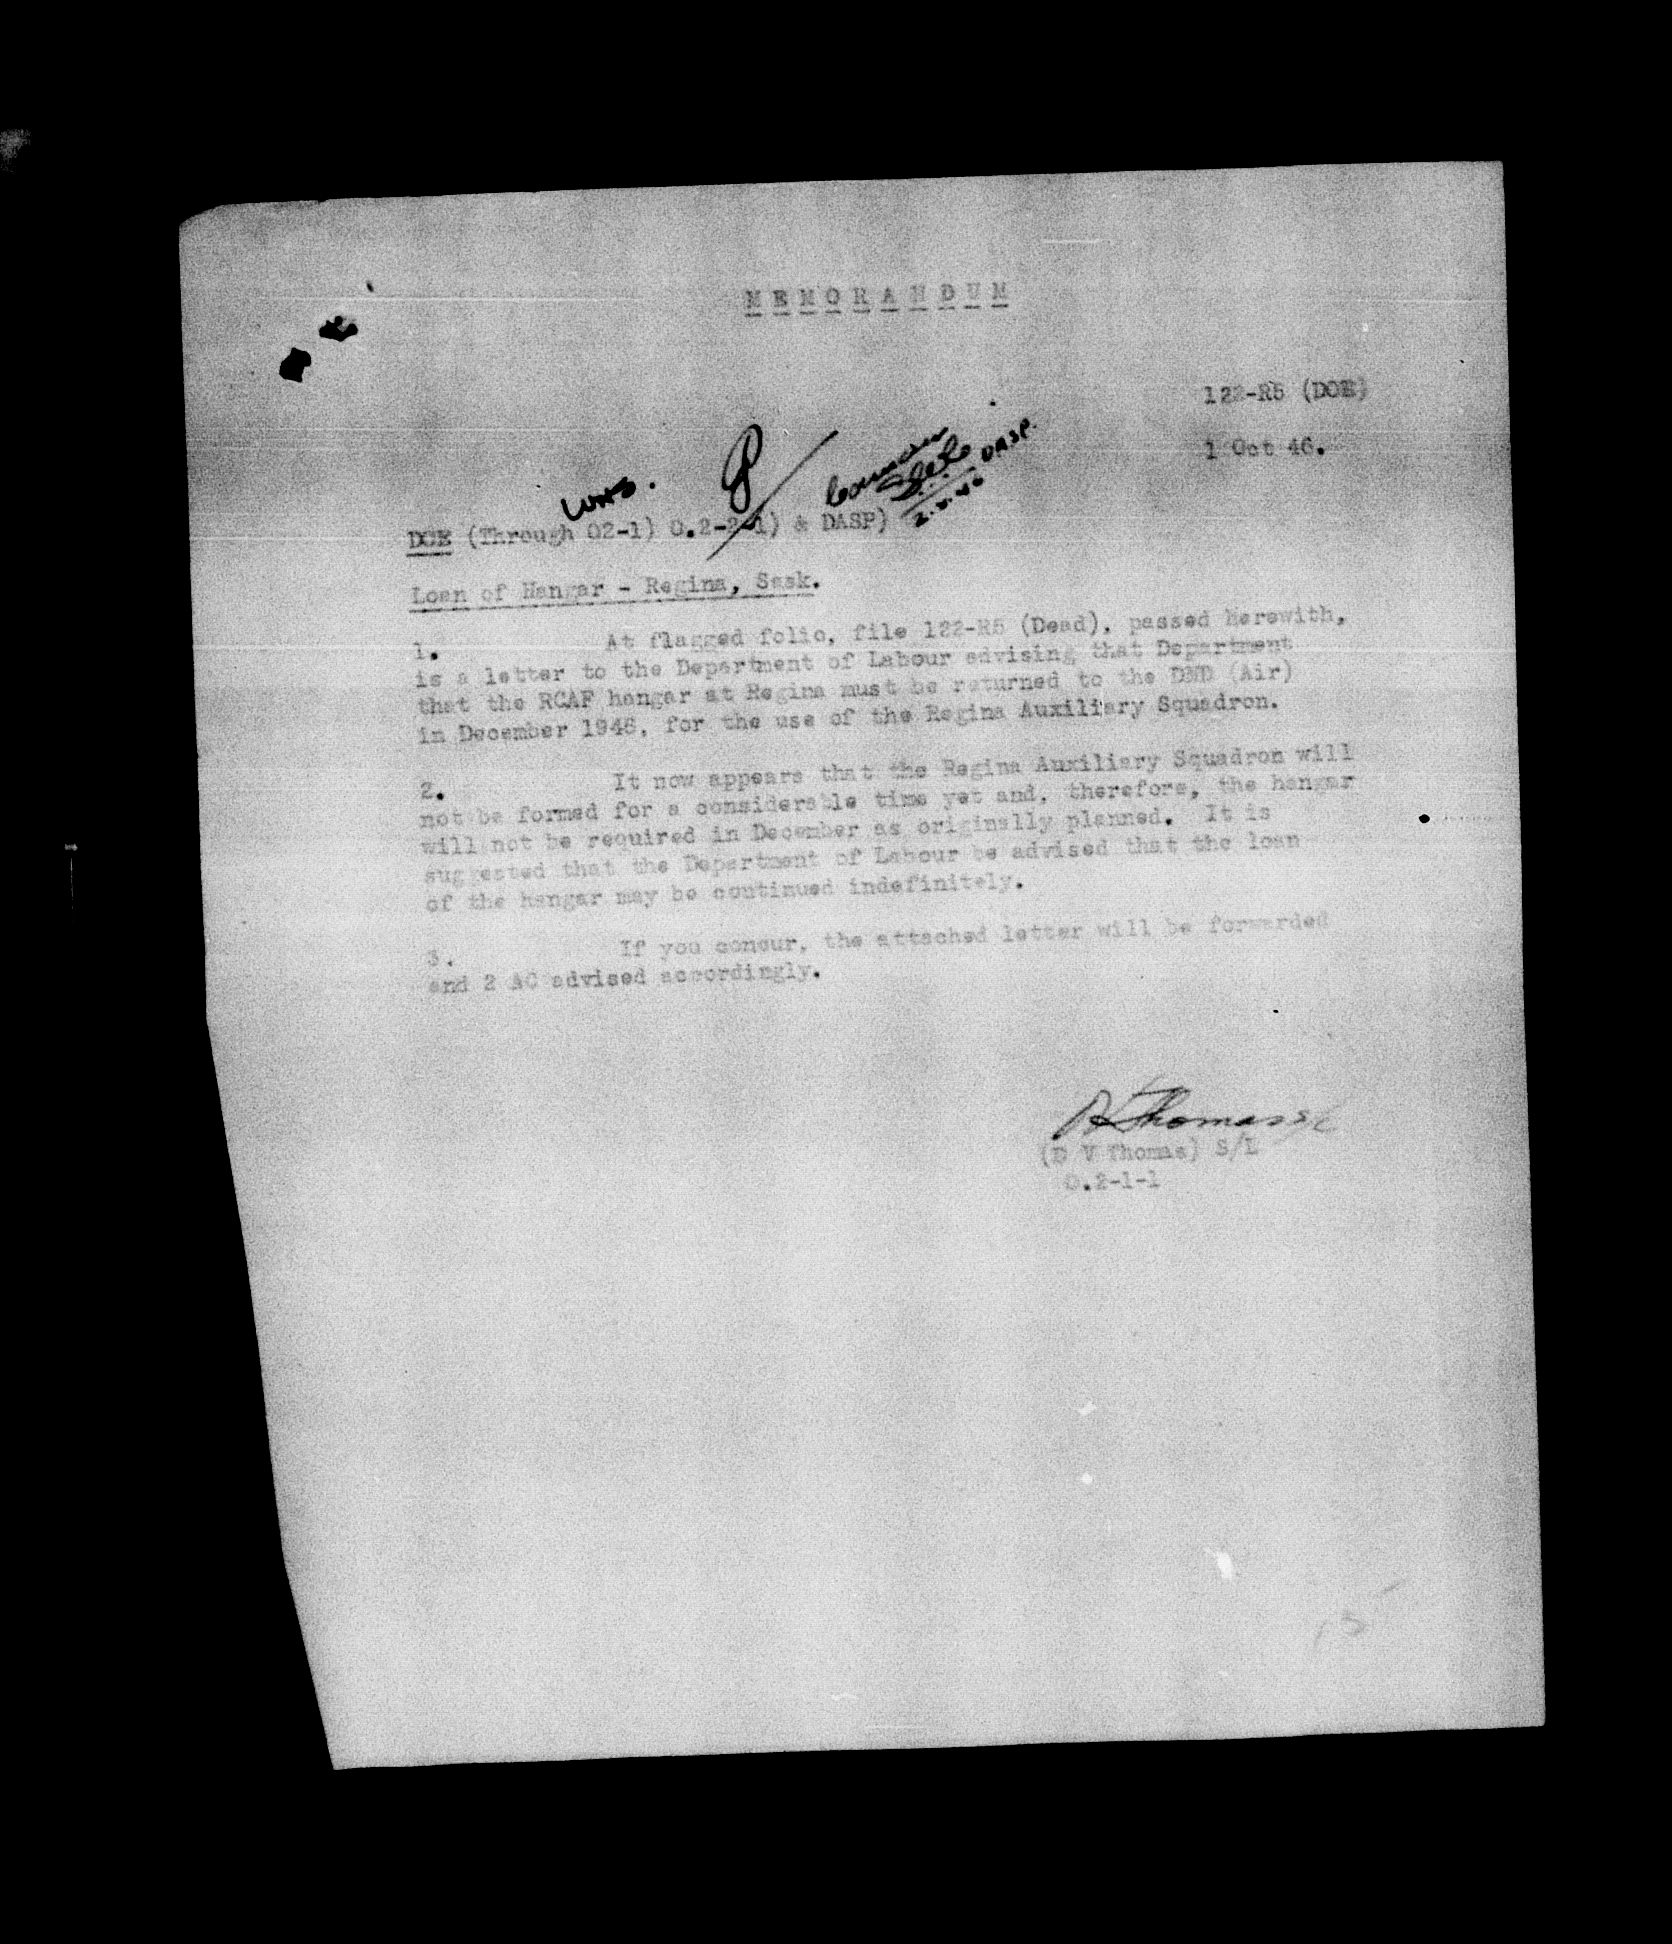 MEMORANDUM
122-R5 (DOE)
1 Oct 46.
WMS.
DASP.
DOE (Through O2-1) O.2-2-1) & DASP)
Loan of Hangar - Regina, Sask.
1. At flagged folio, file 122-R5 (Dead), passed herewith,
is a letter to the Department of Labour advising that Department
that the RCAF hangar at Regina must be returned to the DND (Air)
in December 1946, for the use of the Regina Auxiliary Squadron.
2. It now appears that the Regina Auxiliary Squadron will
not be formed for a considerable time yet and, therefore, the hangar
will not be required in December as originally planned. It is
suggested that the Department of Labour be advised that the loan
of the hangar may be continued indefinitely.
3. If you concur, the attached letter will be forwarded
and 2 AC advised accordingly.
Thomas S/L
(D V Thomas) S/L
O.2-1-1